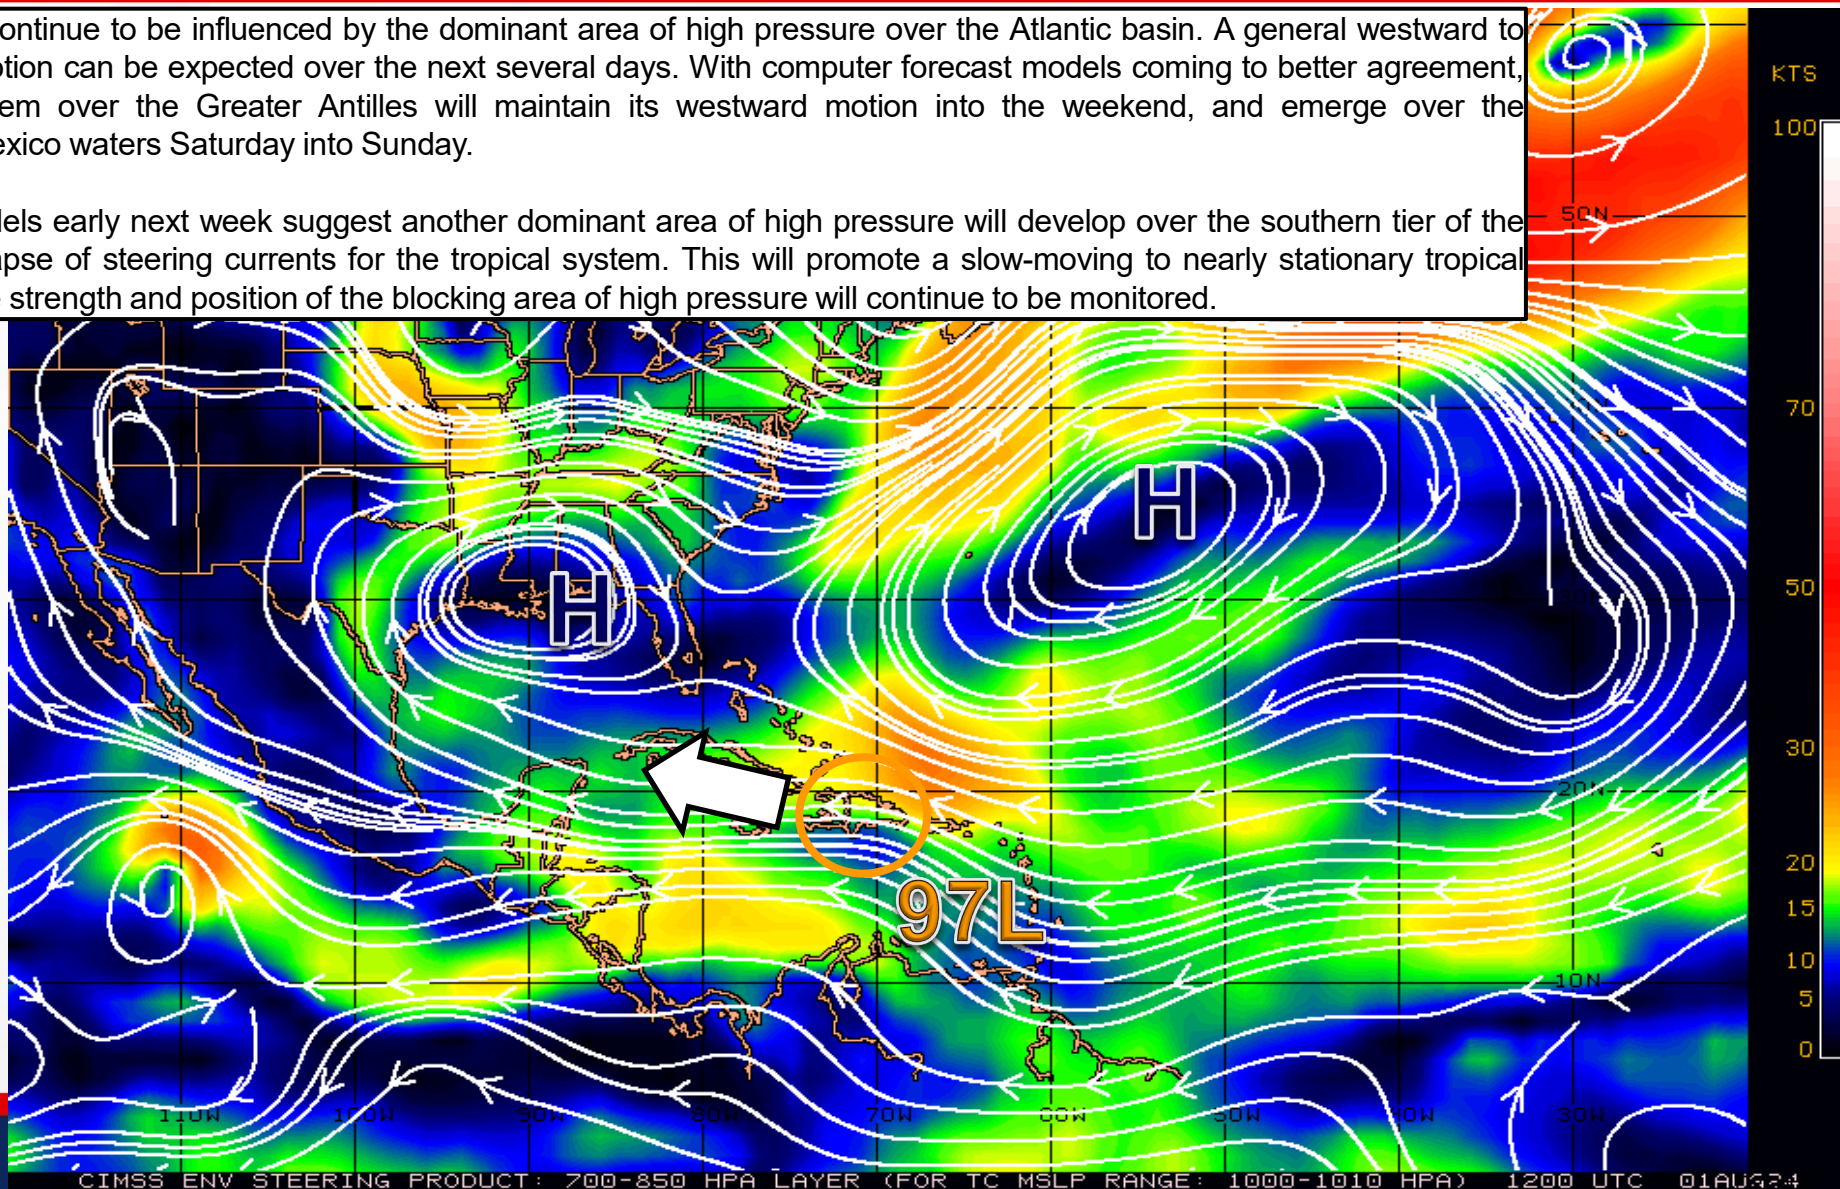 ontinue to be influenced by the dominant area of high pressure over the Atlantic basin. A general westward to
otion can be expected over the next several days. With computer forecast models coming to better agreement,
em over the Greater Antilles will maintain its westward motion into the weekend, and emerge over the
exico waters Saturday into Sunday.
dels early next week suggest another dominant area of high pressure will develop over the southern tier of the
apse of steering currents for the tropical system. This will promote a slow-moving to nearly stationary tropical
e strength and position of the blocking area of high pressure will continue to be monitored.
KTS
100
70
50
30
20
15
10
5
0
50N
H
H
20N
97L
10N
110W 100W 90W 80W 70W 60W 50W 40W 30W
CIMSS ENV STEERING PRODUCT: 700-850 HPA LAYER (FOR TC MSLP RANGE: 1000-1010 HPA) 1200 UTC 01AUG24